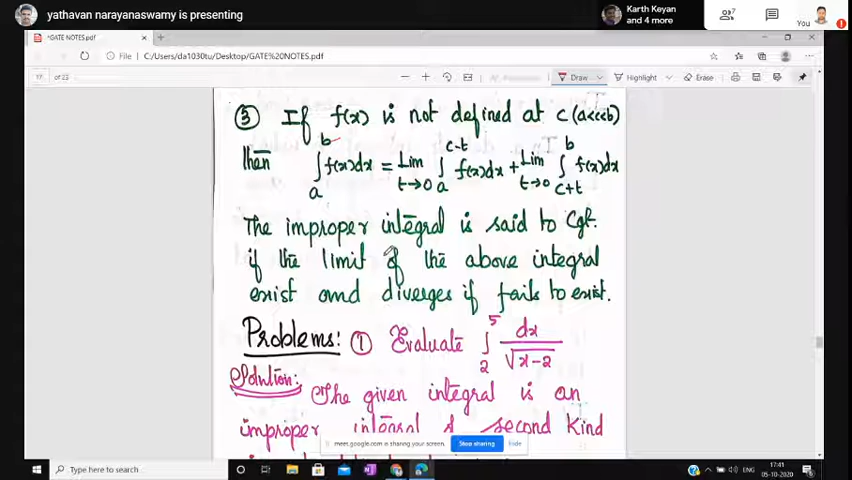 yathavan narayanaswamy is presenting
Karth Keyan
and 4 more
7
You
*GATE NOTES.pdf
File
C:/Users/da1030tu/Desktop/GATE%20NOTES.pdf
17 of 23
Draw
Highlight
Erase
③ If f(x) is not defined at c (a<c<b)
then ∫_a^b f(x)dx = Lim_{t→0} ∫_a^{c-t} f(x)dx + Lim_{t→0} ∫_{c+t}^b f(x)dx
The improper integral is said to Cgt.
if the limit of the above integral
exist and diverges if fails to exist.
Problems: ① Evaluate ∫_2^5 dx/√(x-2)
Solution:
The given integral is an
improper integral of second kind
meet.google.com is sharing your screen.
Stop sharing
Hide
Type here to search
17:41
05-10-2020